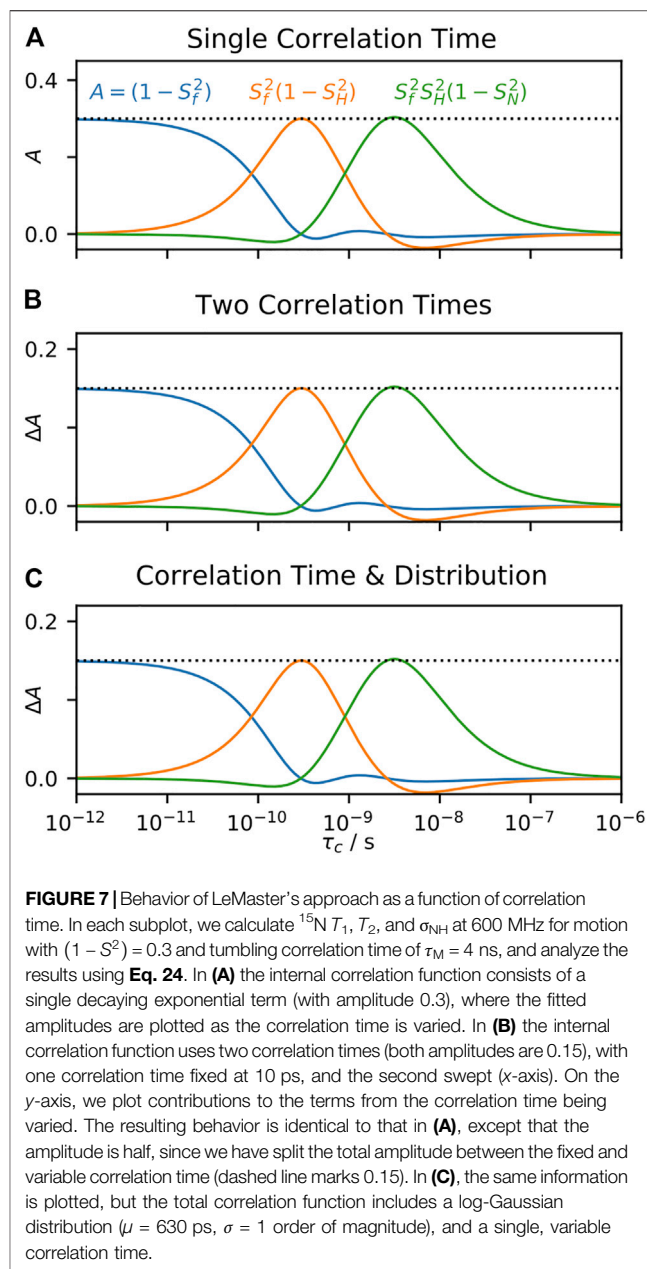 A
Single Correlation Time
A = (1 − S_f^2) S_f^2(1 − S_H^2) S_f^2S_H^2(1 − S_N^2)
0.4
A
0.0
B
Two Correlation Times
0.2
ΔA
0.0
C
Correlation Time & Distribution
0.2
ΔA
0.0
10^-12 10^-11 10^-10 10^-9 10^-8 10^-7 10^-6
τ_c / s
FIGURE 7 | Behavior of LeMaster's approach as a function of correlation
time. In each subplot, we calculate ^15N T_1, T_2, and σ_NH at 600 MHz for motion
with (1 − S^2) = 0.3 and tumbling correlation time of τ_M = 4 ns, and analyze the
results using Eq. 24. In (A) the internal correlation function consists of a
single decaying exponential term (with amplitude 0.3), where the fitted
amplitudes are plotted as the correlation time is varied. In (B) the internal
correlation function uses two correlation times (both amplitudes are 0.15), with
one correlation time fixed at 10 ps, and the second swept (x-axis). On the
y-axis, we plot contributions to the terms from the correlation time being
varied. The resulting behavior is identical to that in (A), except that the
amplitude is half, since we have split the total amplitude between the fixed and
variable correlation time (dashed line marks 0.15). In (C), the same information
is plotted, but the total correlation function includes a log-Gaussian
distribution (μ = 630 ps, σ = 1 order of magnitude), and a single, variable
correlation time.